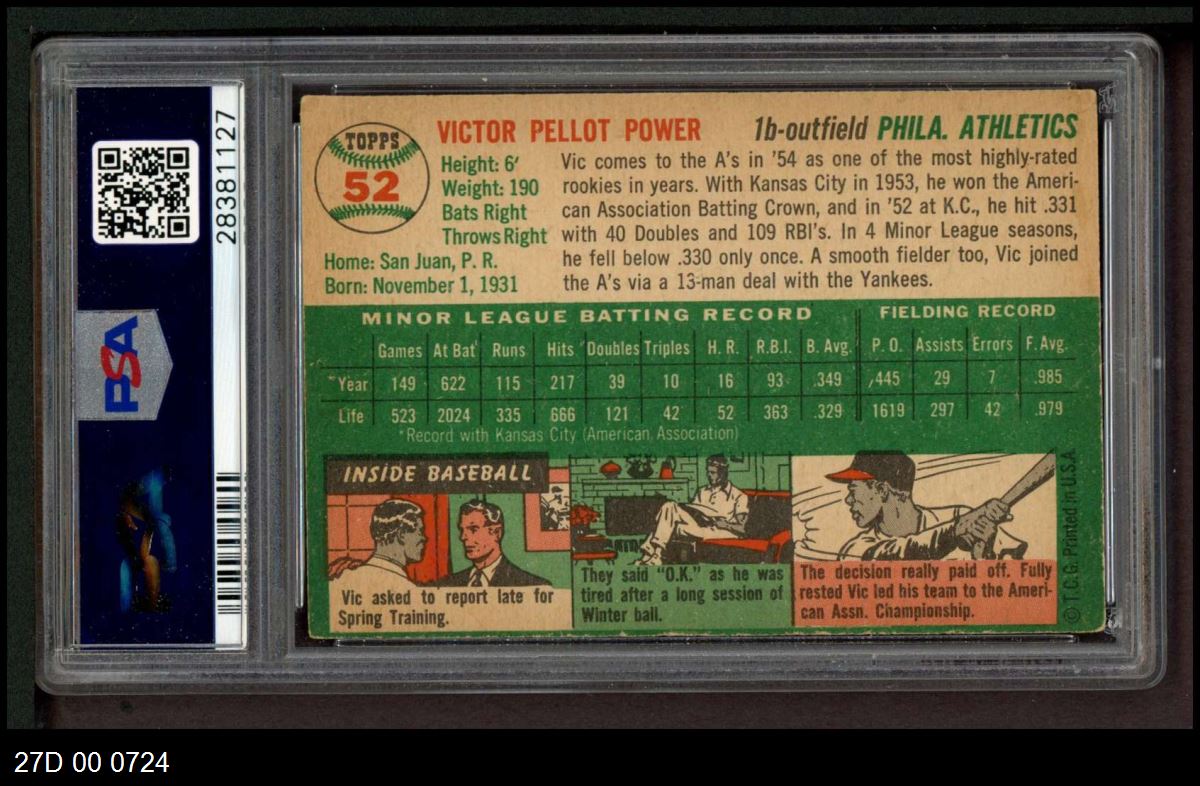 28381127
PSA
TOPPS
52
VICTOR PELLOT POWER
1b-outfield PHILA. ATHLETICS
Height: 6'
Weight: 190
Bats Right
Throws Right
Home: San Juan, P. R.
Born: November 1, 1931
Vic comes to the A's in '54 as one of the most highly-rated
rookies in years. With Kansas City in 1953, he won the Ameri-
can Association Batting Crown, and in '52 at K.C., he hit .331
with 40 Doubles and 109 RBI's. In 4 Minor League seasons,
he fell below .330 only once. A smooth fielder too, Vic joined
the A's via a 13-man deal with the Yankees.
MINOR LEAGUE BATTING RECORD FIELDING RECORD
Games At Bat Runs Hits Doubles Triples H. R. R.B.I. B. Avg. P. O. Assists Errors F. Avg.
*Year 149 622 115 217 39 10 16 93 .349 445 29 7 .985
Life 523 2024 335 666 121 42 52 363 .329 1619 297 42 .979
*Record with Kansas City (American Association)
INSIDE BASEBALL
Vic asked to report late for
Spring Training.
They said "O.K." as he was
tired after a long session of
Winter ball.
The decision really paid off. Fully
rested Vic led his team to the Ameri-
can Assn. Championship.
© T.C.G. Printed in U.S.A
27D 00 0724